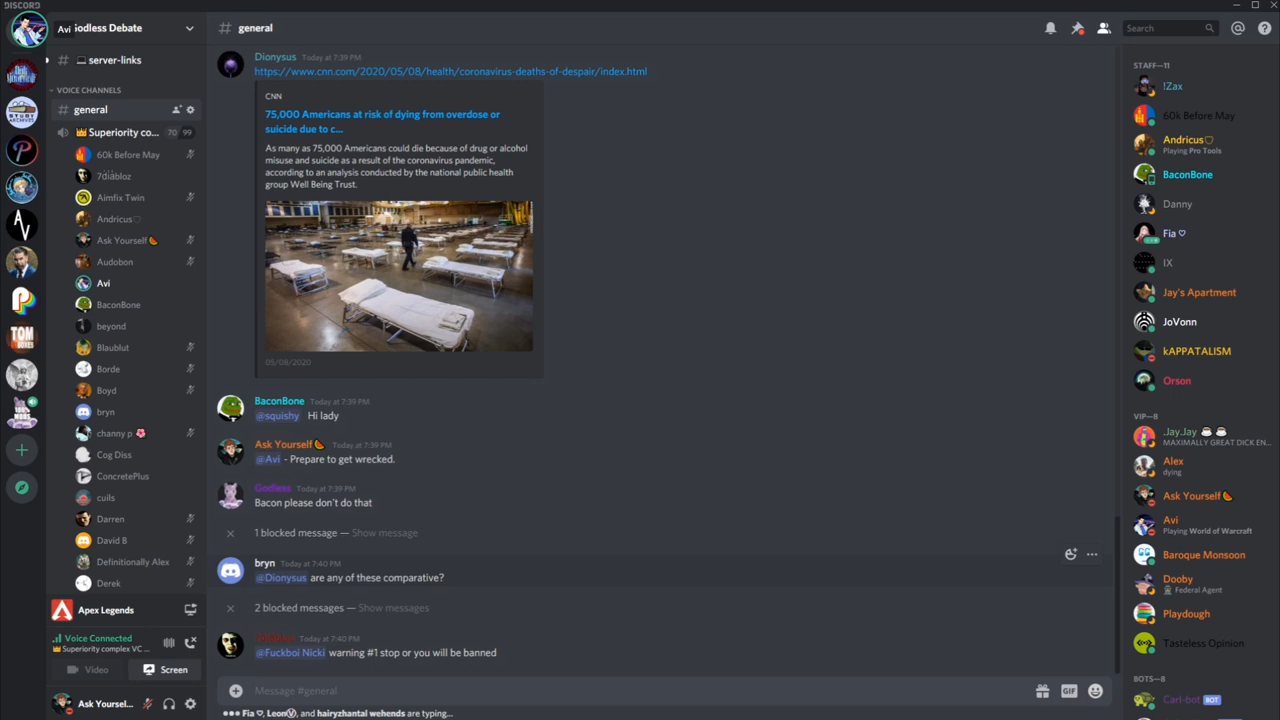 DISCORD
Avi
Godless Debate
# general
Search
server-links
VOICE CHANNELS
# general
Superiority co... 70 99
60k Before May
7diabloz
Aimfix Twin
Andricus♡
Ask Yourself🍉
Audobon
Avi
BaconBone
beyond
Blaublut
Borde
Boyd
bryn
channy p 🌸
Cog Diss
ConcretePlus
cuils
Darren
David B
Definitionally Alex
Derek
Apex Legends
Voice Connected
Superiority complex VC ...
Video
Screen
Ask Yoursel...
STUDY
ARCHIVES
TOM
Dionysus Today at 7:39 PM
https://www.cnn.com/2020/05/08/health/coronavirus-deaths-of-despair/index.html
CNN
75,000 Americans at risk of dying from overdose or
suicide due to c...
As many as 75,000 Americans could die because of drug or alcohol
misuse and suicide as a result of the coronavirus pandemic,
according to an analysis conducted by the national public health
group Well Being Trust.
05/08/2020
BaconBone Today at 7:39 PM
@squishy Hi lady
Ask Yourself🍉 Today at 7:39 PM
@Avi - Prepare to get wrecked.
Godless Today at 7:39 PM
Bacon please don't do that
1 blocked message — Show message
bryn Today at 7:40 PM
@Dionysus are any of these comparative?
2 blocked messages — Show messages
Today at 7:40 PM
@Fuckboi Nicki warning #1 stop or you will be banned
Message #general
GIF
Fia ♡, LeonⓋ, and hairyzhantal wehends are typing...
STAFF—11
!Zax
60k Before May
Andricus♡
Playing Pro Tools
BaconBone
Danny
Fia ♡
IX
Jay's Apartment
JoVonn
kAPPATALISM
Orson
VIP—8
.Jay.Jay ☕ ☕
MAXIMALLY GREAT DICK EN...
Alex
dying
Ask Yourself🍉
Avi
Playing World of Warcraft
Baroque Monsoon
Dooby
Federal Agent
Playdough
Tasteless Opinion
BOTS—8
Carl-bot BOT